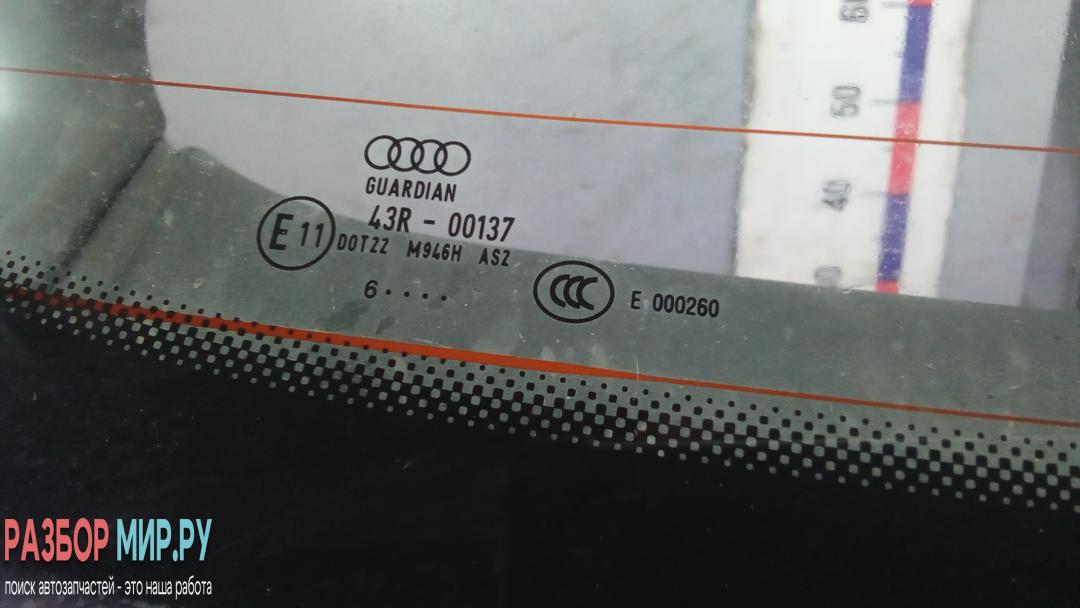 60
50
40
GUARDIAN
43R - 00137
E 11
DOT22 M946H AS2
6 · · · ·
CCC E 000260
РАЗБОР МИР.РУ
поиск автозапчастей - это наша работа